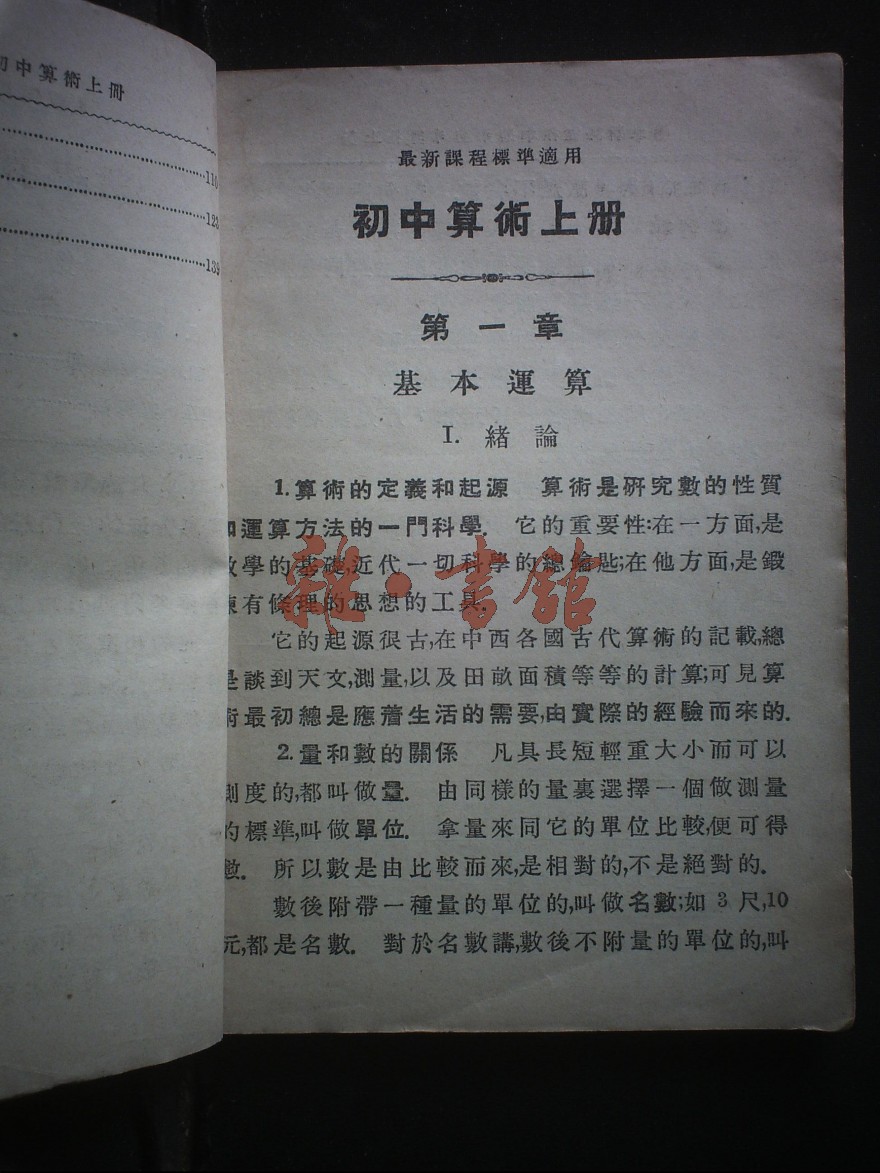 初中算術上冊
110
123
139
最新課程標準適用
初中算術上册
第一章
基本運算
I. 緒論
1. 算術的定義和起源 算術是硏究數的性質
和運算方法的一門科學. 它的重要性:在一方面,是
數學的基礎,近代一切科學的總鑰匙;在他方面,是鍛
煉有條理的思想的工具.
它的起源很古,在中西各國古代算術的記載,總
是談到天文,測量,以及田畝面積等等的計算;可見算
術最初總是應着生活的需要,由實際的經驗而來的.
2. 量和數的關係 凡具長短輕重大小而可以
測度的,都叫做量. 由同樣的量裏選擇一個做測量
的標準,叫做單位. 拿量來同它的單位比較,便可得
數. 所以數是由比較而來,是相對的,不是絕對的.
數後附帶一種量的單位的,叫做名數;如 3 尺,10
元,都是名數. 對於名數講,數後不附量的單位的,叫
雜·書館